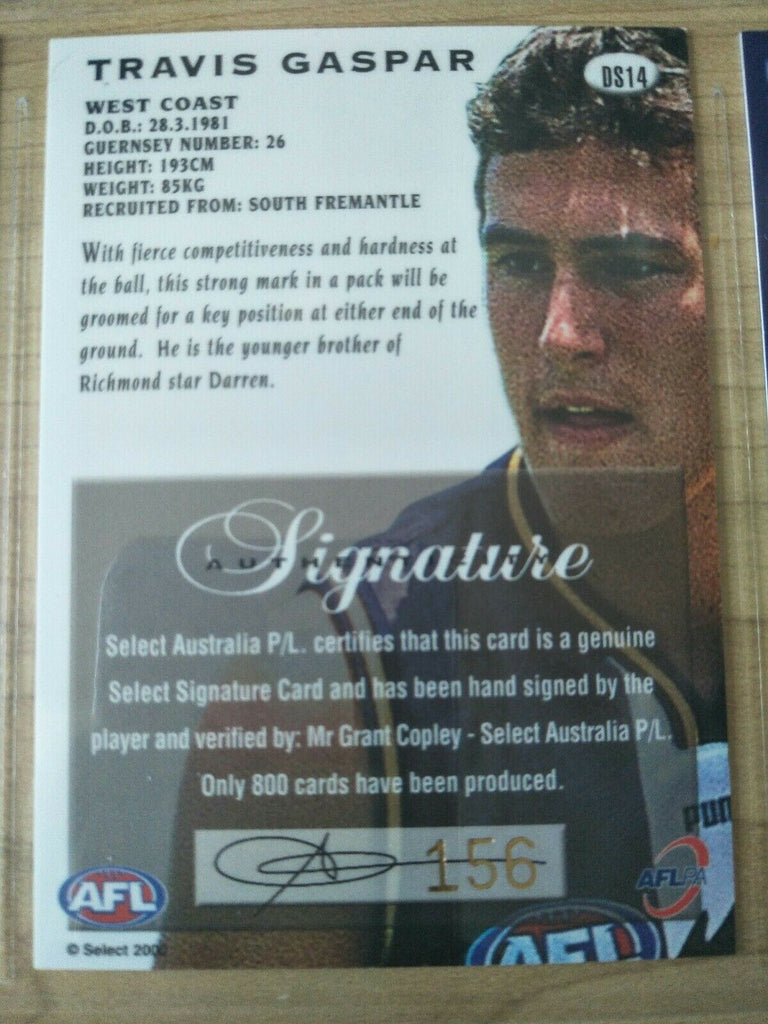 TRAVIS GASPAR
DS14
WEST COAST
D.O.B.: 28.3.1981
GUERNSEY NUMBER: 26
HEIGHT: 193CM
WEIGHT: 85KG
RECRUITED FROM: SOUTH FREMANTLE
With fierce competitiveness and hardness at
the ball, this strong mark in a pack will be
groomed for a key position at either end of the
ground. He is the younger brother of
Richmond star Darren.
Signature
Select Australia P/L. certifies that this card is a genuine
Select Signature Card and has been hand signed by the
player and verified by: Mr Grant Copley - Select Australia P/L.
Only 800 cards have been produced.
156
AFL
AFLPA
AFL
© Select 2000